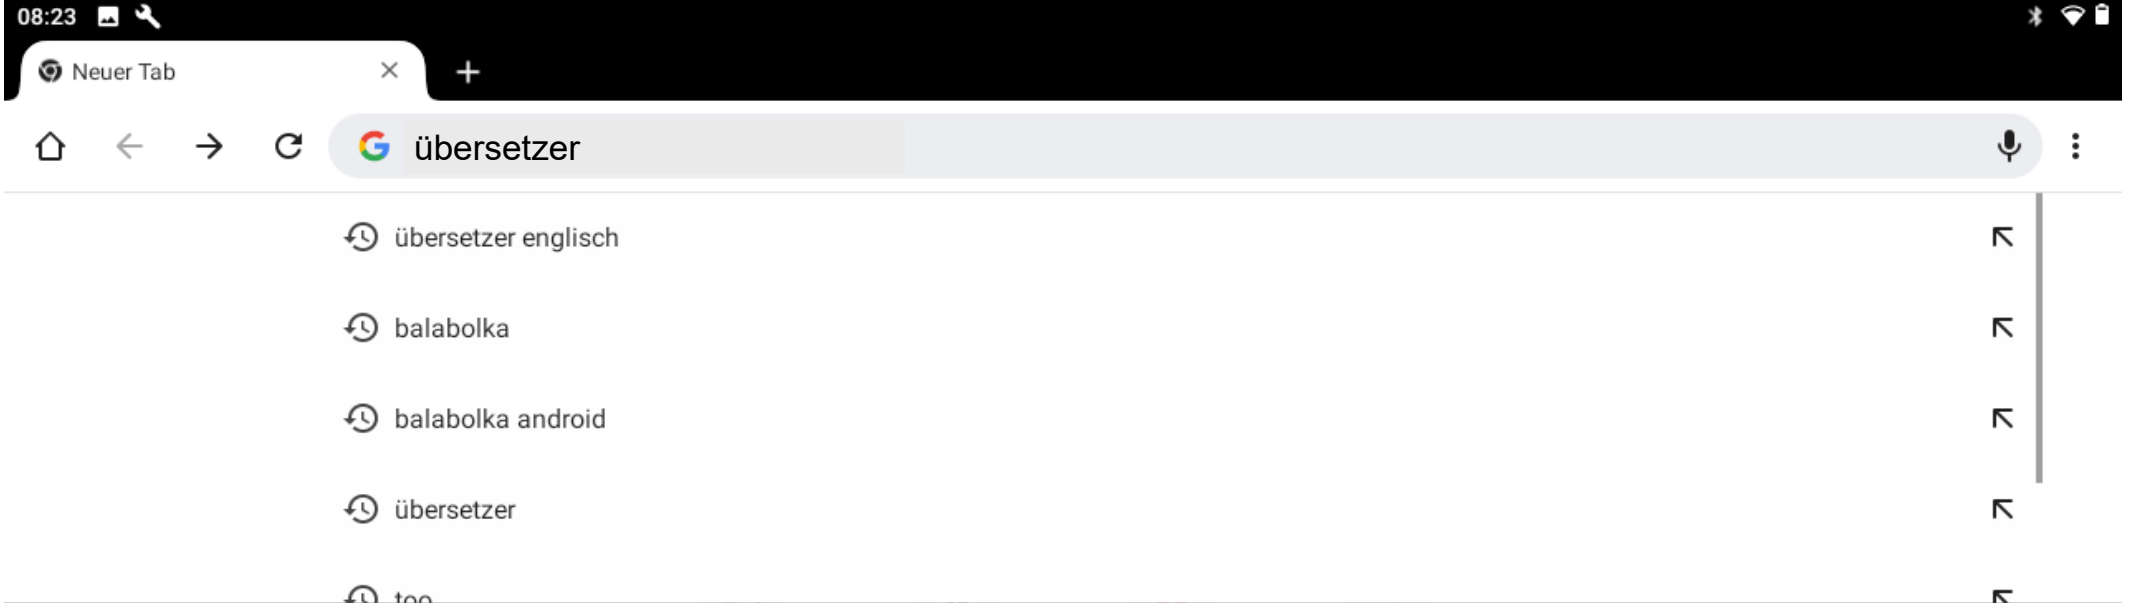 08:23
Neuer Tab
übersetzer
übersetzer englisch
balabolka
balabolka android
übersetzer